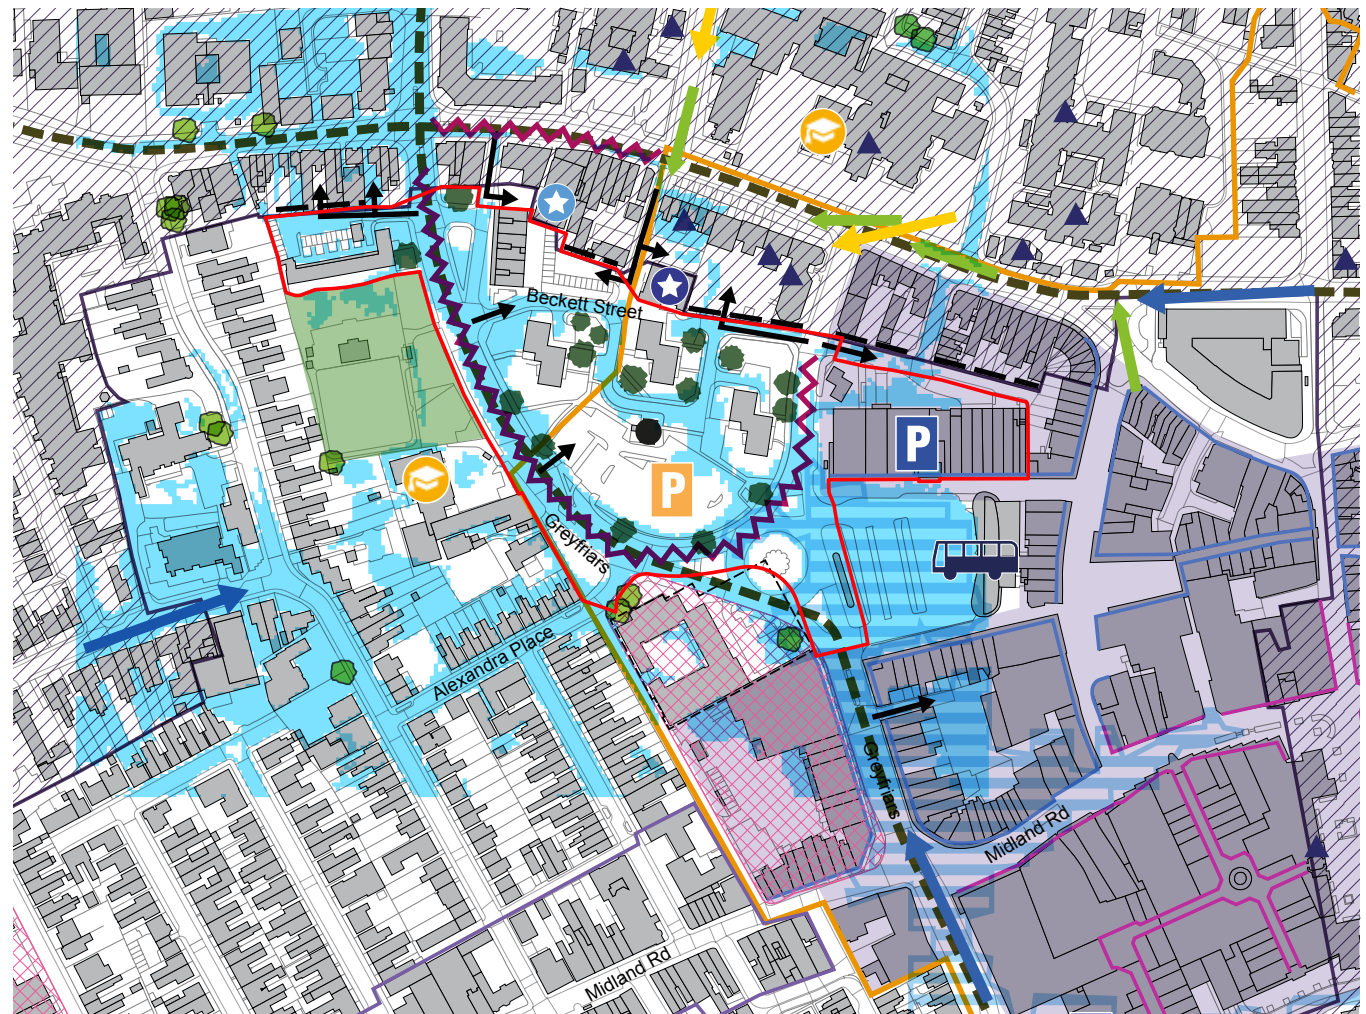 Beckett Street
P
P
Greyfriars
Alexandra Place
Greyfriars
Midland Rd
Midland Rd